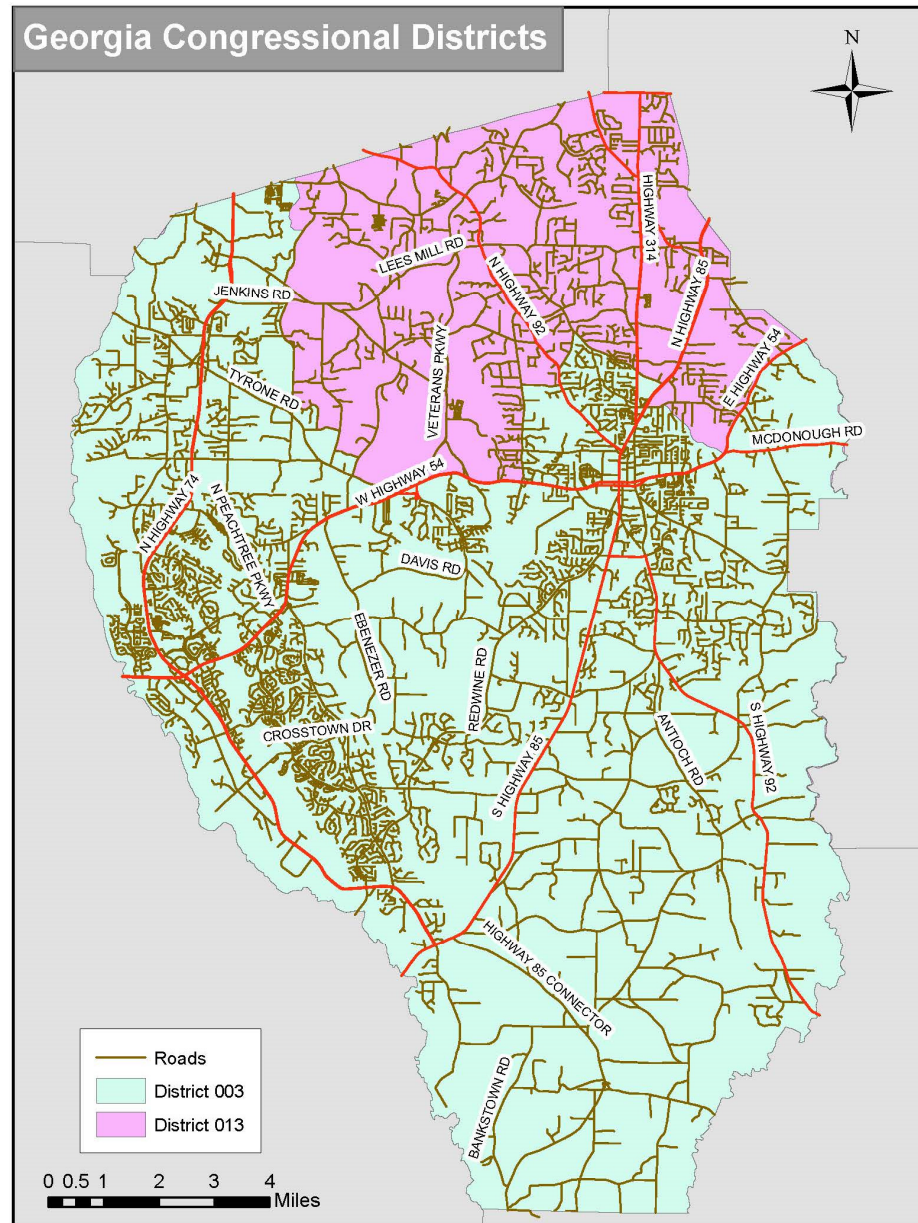 Georgia Congressional Districts
N
HIGHWAY 314
LEES MILL RD
N HIGHWAY 92
N HIGHWAY 85
JENKINS RD
VETERANS PKWY
E HIGHWAY 54
TYRONE RD
MCDONOUGH RD
W HIGHWAY 54
N HIGHWAY 74
N PEACHTREE PKWY
DAVIS RD
EBENEZER RD
REDWINE RD
CROSSTOWN DR
S HIGHWAY 85
ANTIOCH RD
S HIGHWAY 92
HIGHWAY 85 CONNECTOR
BANKSTOWN RD
Roads
District 003
District 013
0 0.5 1 2 3 4
Miles